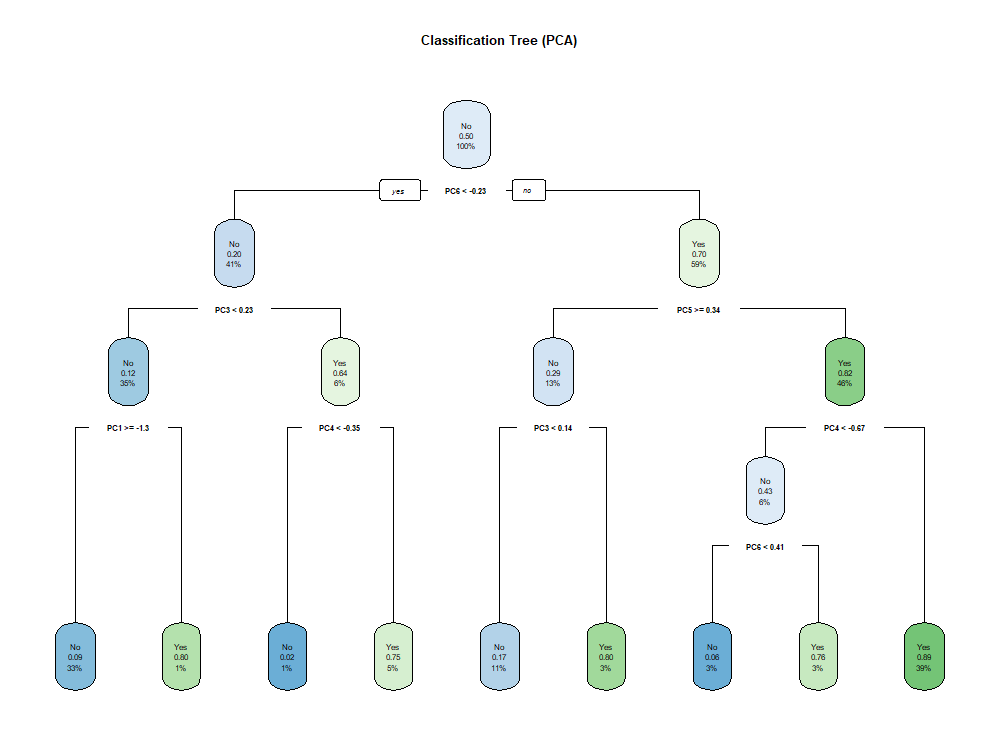 Classification Tree (PCA)
No
0.50
100%
yes
PC6 < -0.23
no
No
0.20
41%
Yes
0.70
59%
PC3 < 0.23
PC5 >= 0.34
No
0.12
35%
Yes
0.64
6%
No
0.29
13%
Yes
0.82
46%
PC1 >= -1.3
PC4 < -0.35
PC3 < 0.14
PC4 < -0.67
No
0.43
6%
PC6 < 0.41
No
0.09
33%
Yes
0.80
1%
No
0.02
1%
Yes
0.75
5%
No
0.17
11%
Yes
0.80
3%
No
0.06
3%
Yes
0.76
3%
Yes
0.89
39%